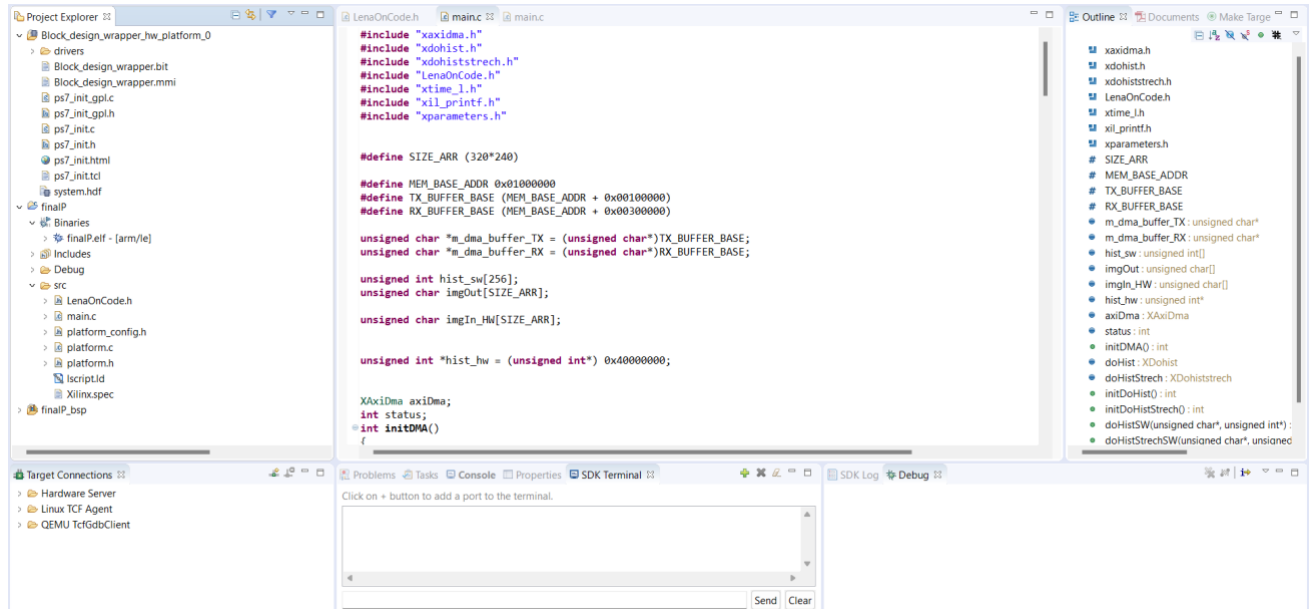 Project Explorer
Block_design_wrapper_hw_platform_0
drivers
Block_design_wrapper.bit
Block_design_wrapper.mmi
ps7_init_gpl.c
ps7_init_gpl.h
ps7_init.c
ps7_init.h
ps7_init.html
ps7_init.tcl
system.hdf
finalP
Binaries
finalP.elf - [arm/le]
Includes
Debug
src
LenaOnCode.h
main.c
platform_config.h
platform.c
platform.h
lscript.ld
Xilinx.spec
finalP_bsp
LenaOnCode.h main.c main.c
#include "xaxidma.h"
#include "xdohist.h"
#include "xdohiststrech.h"
#include "LenaOnCode.h"
#include "xtime_l.h"
#include "xil_printf.h"
#include "xparameters.h"
#define SIZE_ARR (320*240)
#define MEM_BASE_ADDR 0x01000000
#define TX_BUFFER_BASE (MEM_BASE_ADDR + 0x00100000)
#define RX_BUFFER_BASE (MEM_BASE_ADDR + 0x00300000)
unsigned char *m_dma_buffer_TX = (unsigned char*)TX_BUFFER_BASE;
unsigned char *m_dma_buffer_RX = (unsigned char*)RX_BUFFER_BASE;
unsigned int hist_sw[256];
unsigned char imgOut[SIZE_ARR];
unsigned char imgIn_HW[SIZE_ARR];
unsigned int *hist_hw = (unsigned int*) 0x40000000;
XAxiDma axiDma;
int status;
int initDMA()
{
Outline Documents Make Targe
xaxidma.h
xdohist.h
xdohiststrech.h
LenaOnCode.h
xtime_l.h
xil_printf.h
xparameters.h
# SIZE_ARR
# MEM_BASE_ADDR
# TX_BUFFER_BASE
# RX_BUFFER_BASE
m_dma_buffer_TX : unsigned char*
m_dma_buffer_RX : unsigned char*
hist_sw : unsigned int[]
imgOut : unsigned char[]
imgIn_HW : unsigned char[]
hist_hw : unsigned int*
axiDma : XAxiDma
status : int
initDMA() : int
doHist : XDohist
doHistStrech : XDohiststrech
initDoHist() : int
initDoHistStrech() : int
doHistSW(unsigned char*, unsigned int*) :
doHistStrechSW(unsigned char*, unsigned
Target Connections
Hardware Server
Linux TCF Agent
QEMU TcfGdbClient
Problems Tasks Console Properties SDK Terminal
Click on + button to add a port to the terminal.
Send Clear
SDK Log Debug